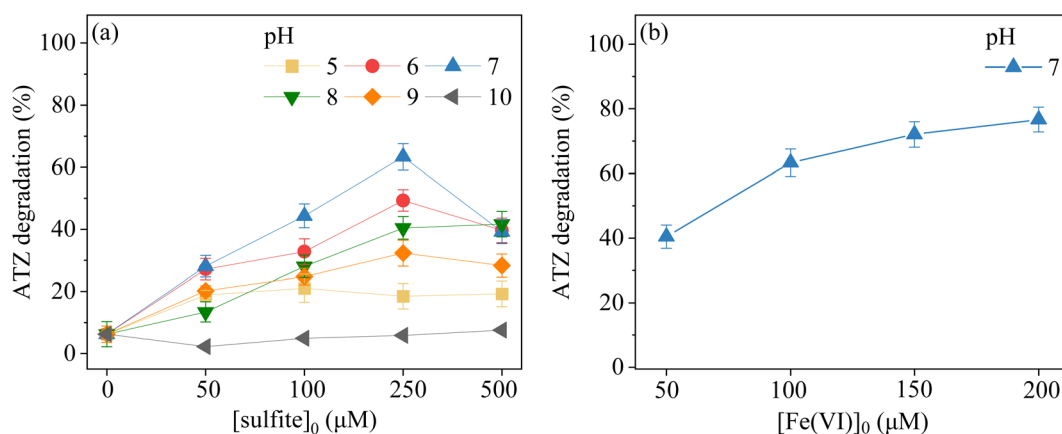 (a)
pH
5 6 7
8 9 10
100
80
60
40
20
0
ATZ degradation (%)
0 50 100 250 500
[sulfite]0 (μM)
(b)
pH
7
100
80
60
40
20
0
ATZ degradation (%)
50 100 150 200
[Fe(VI)]0 (μM)